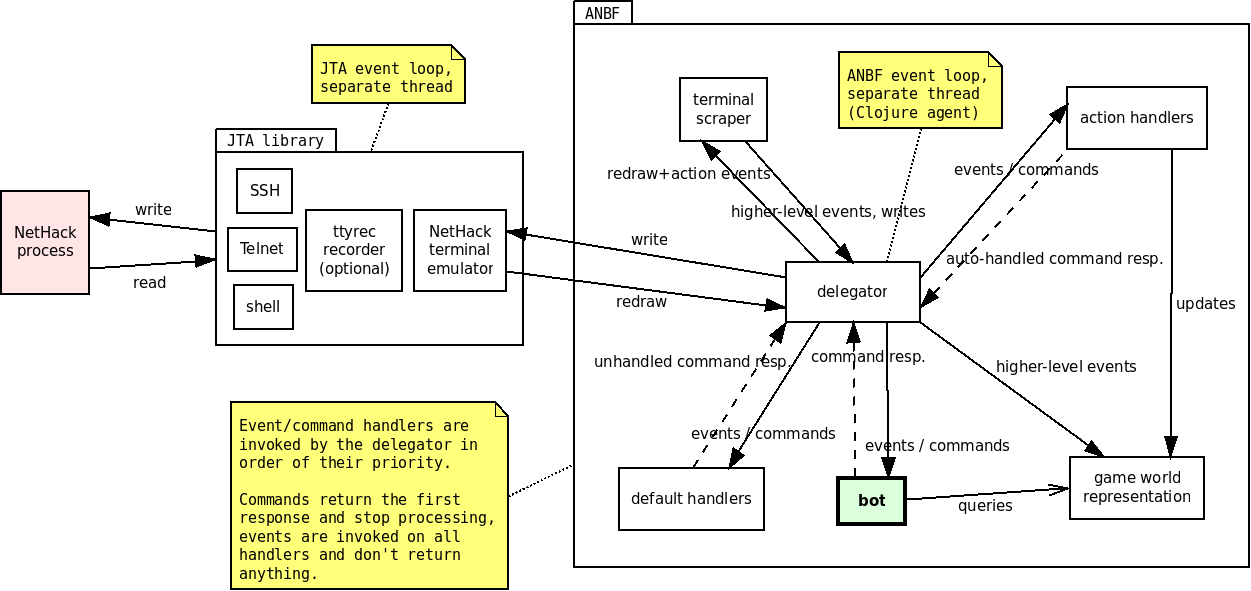 ANBF
JTA event loop,
separate thread
ANBF event loop,
separate thread
(Clojure agent)
terminal
scraper
action handlers
JTA library
redraw+action events
events / commands
SSH
NetHack
process
write
higher-level events, writes
ttyrec
recorder
(optional)
NetHack
terminal
emulator
Telnet
write
auto-handled command resp.
read
delegator
shell
redraw
updates
unhandled command resp.
command resp.
higher-level events
Event/command handlers are
invoked by the delegator in
order of their priority.
Commands return the first
response and stop processing,
events are invoked on all
handlers and don't return
anything.
events / commands
events / commands
default handlers
bot
queries
game world
representation